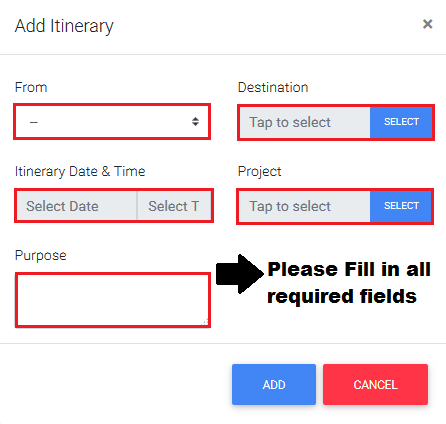 Add Itinerary ×
From Destination
-- Tap to select SELECT
Itinerary Date & Time Project
Select Date Select T Tap to select SELECT
Purpose
Please Fill in all
required fields
ADD CANCEL